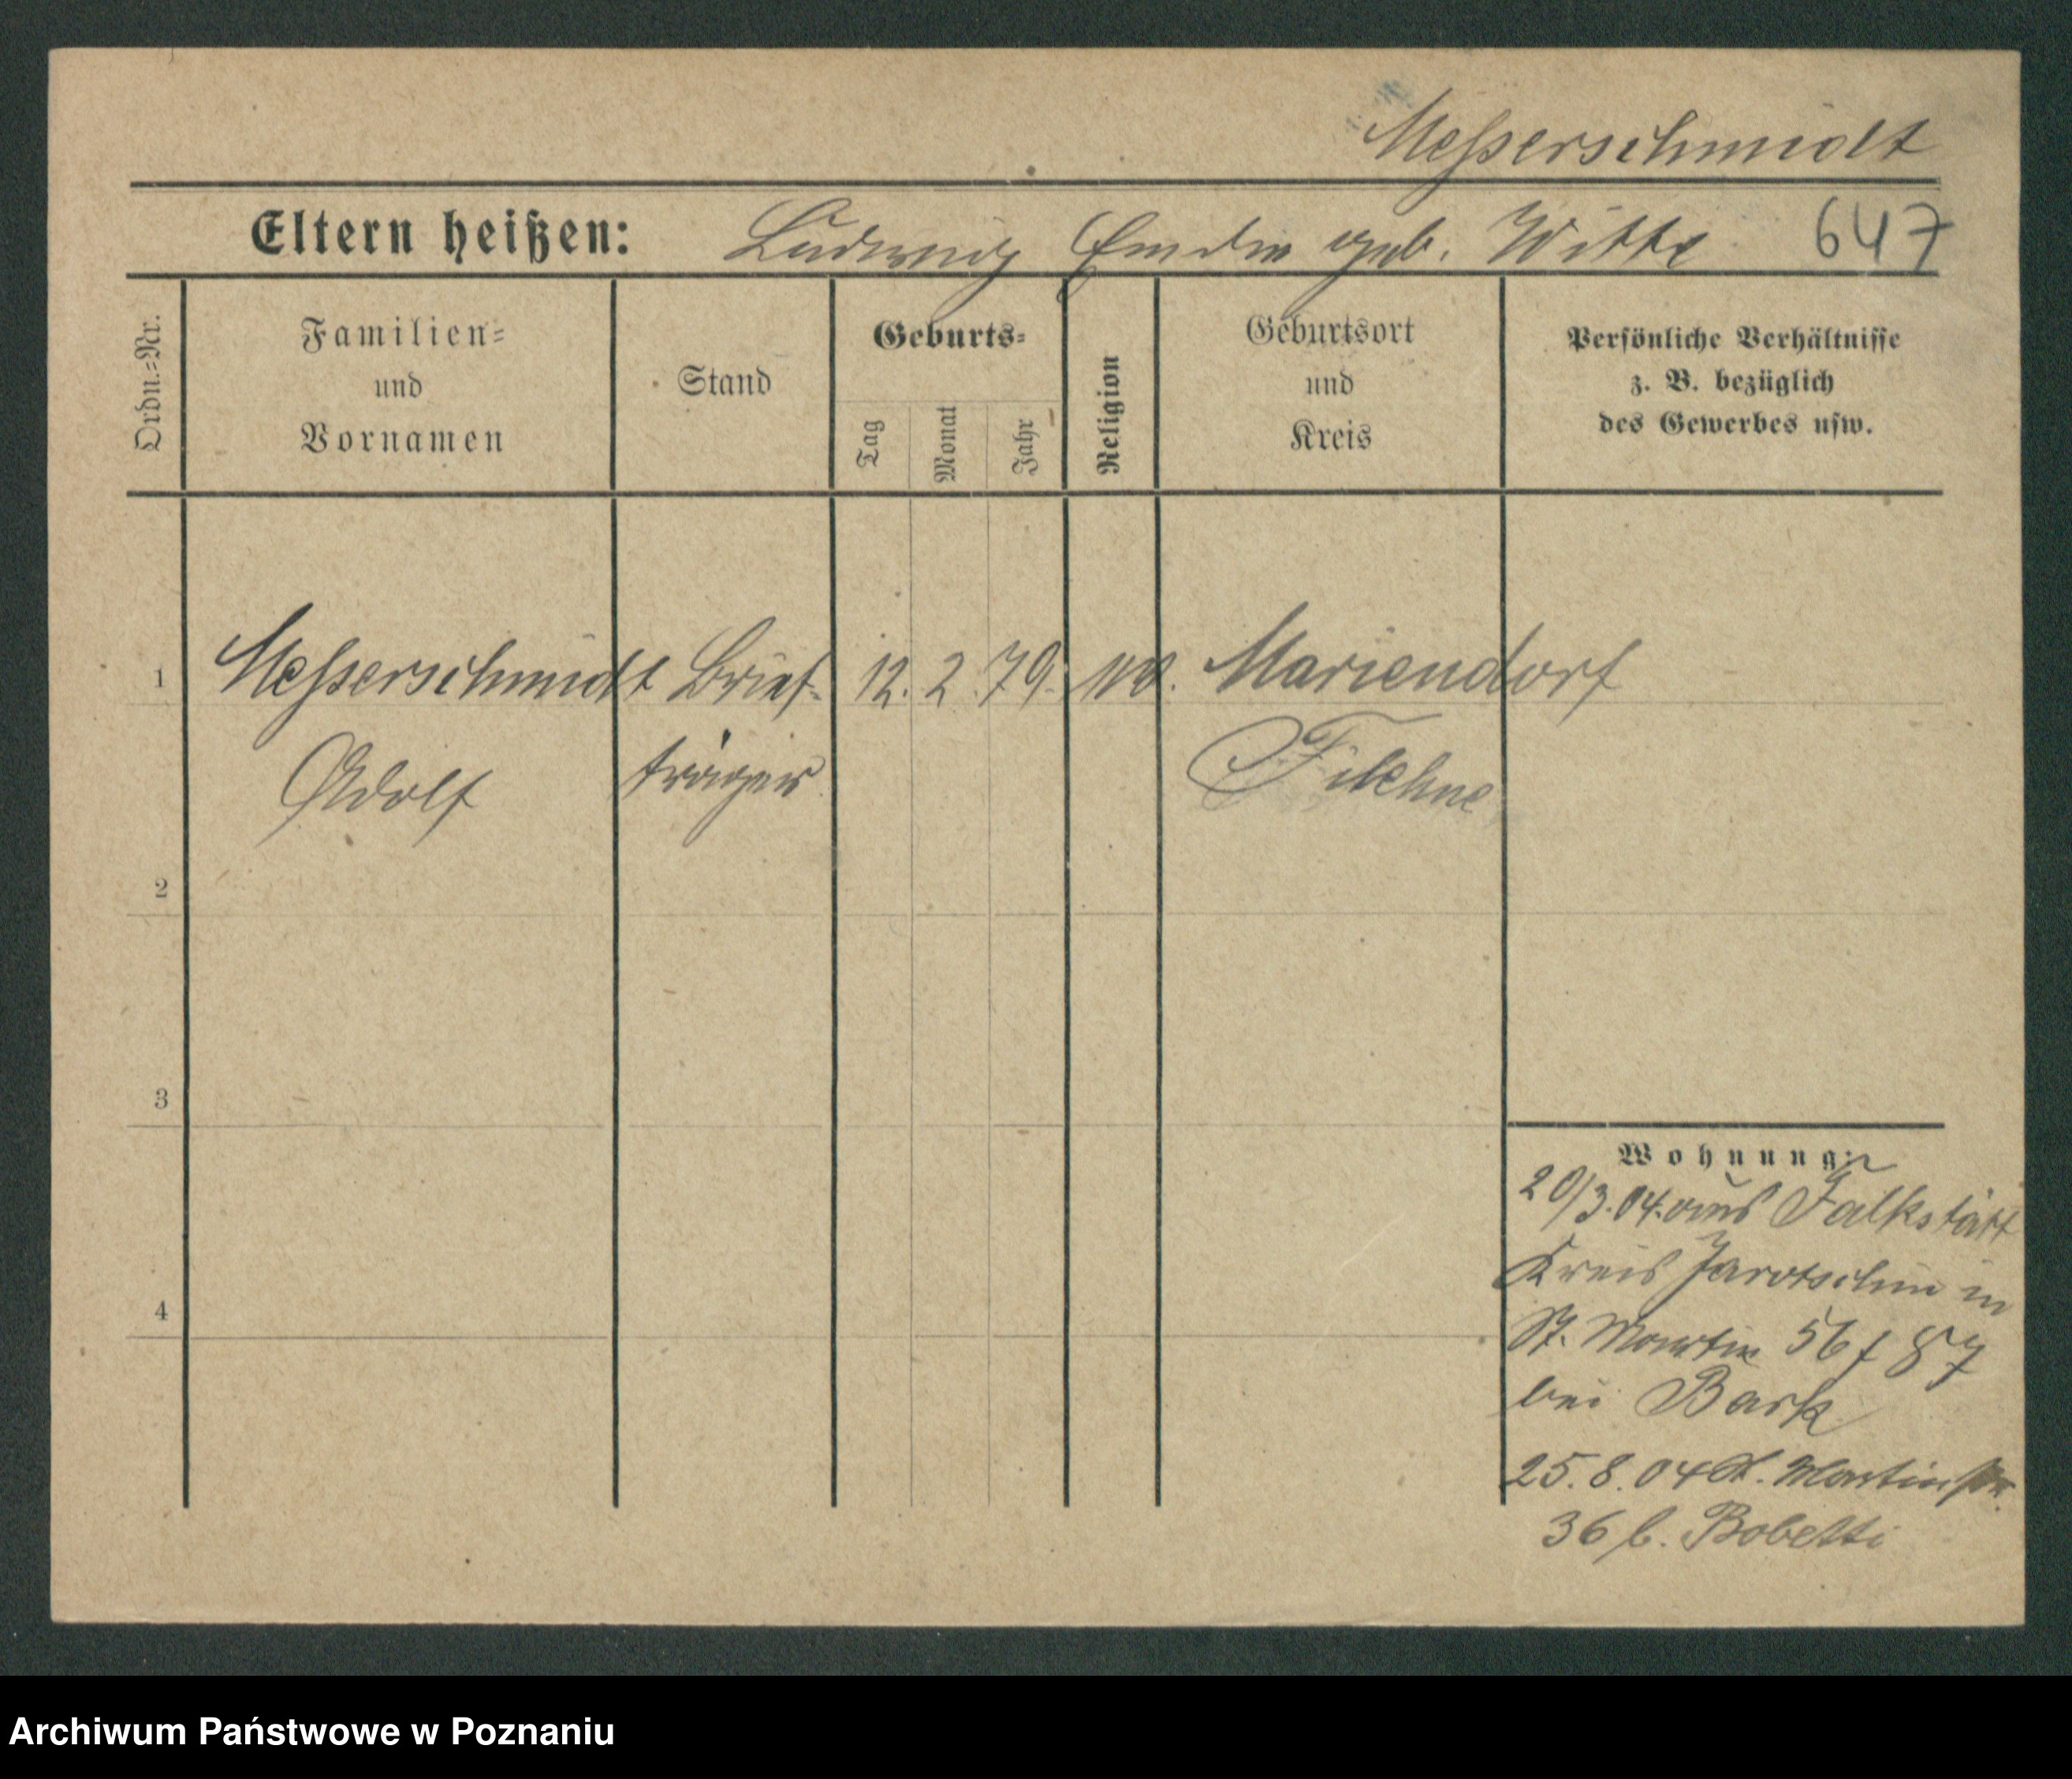 Meßerschmidt
Eltern heißen: Ludwig geb. Witte 647
Ordn.-Nr.
Familien-
und
Vornamen
Stand
Geburts-
Tag
Monat
Jahr
Religion
Geburtsort
und
Kreis
Persönliche Verhältnisse
z. B. bezüglich
des Gewerbes usw.
1 Meßerschmidt Brief- 12. 2. 79. Mariendorf
Adolf träger Filehne
2
3
4
Wohnung:
20/3.04. aus Falkstätt
Kreis Jarotschin in
St. Martin 56 f 87
bei Bark
25.8.04 St. Martinstr.
36 b. Bobetti
Archiwum Państwowe w Poznaniu